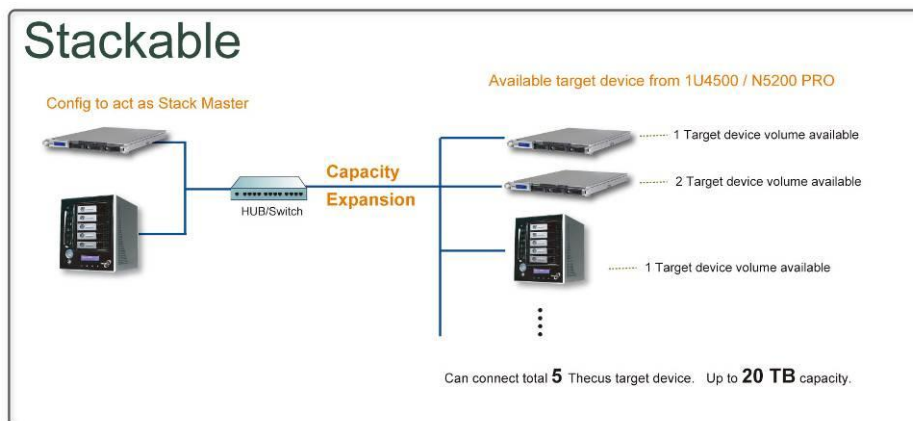 Stackable
Config to act as Stack Master
Available target device from 1U4500 / N5200 PRO
1 Target device volume available
Capacity
Expansion
HUB/Switch
2 Target device volume available
1 Target device volume available
Can connect total 5 Thecus target device. Up to 20 TB capacity.